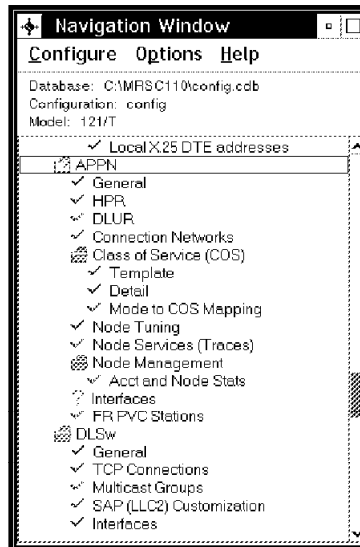 Navigation Window
Configure Options Help
Database: C:\MRSC110\config.cdb
Configuration: config
Model: 121/T
Local X.25 DTE addresses
APPN
General
HPR
DLUR
Connection Networks
Class of Service (COS)
Template
Detail
Mode to COS Mapping
Node Tuning
Node Services (Traces)
Node Management
Acct and Node Stats
? Interfaces
FR PVC Stations
DLSw
General
TCP Connections
Multicast Groups
SAP (LLC2) Customization
Interfaces